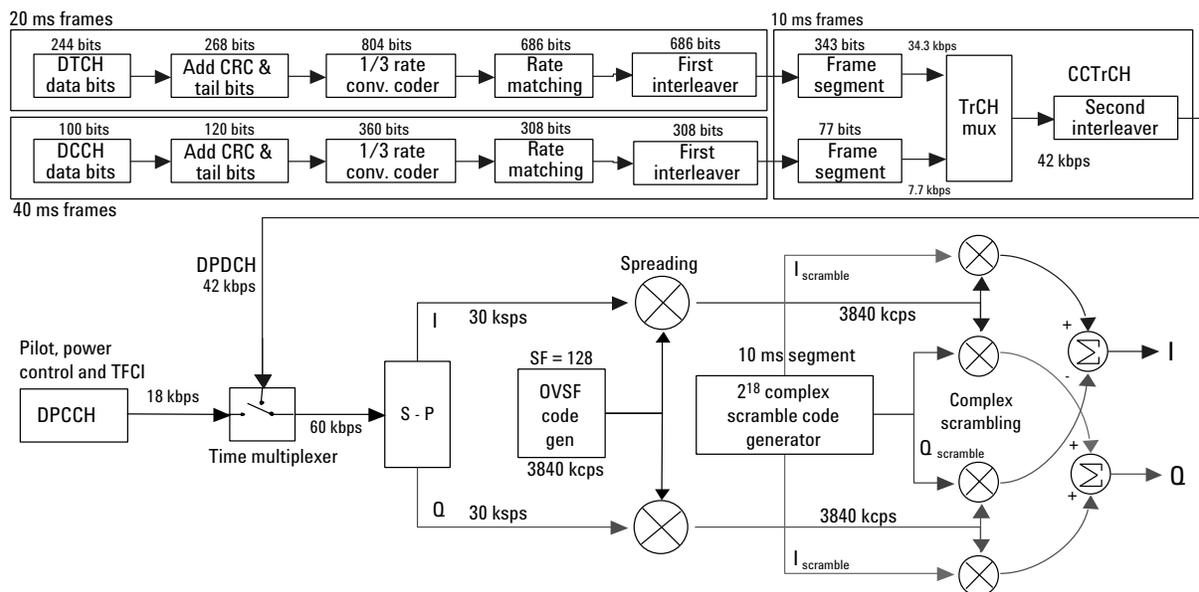 20 ms frames
10 ms frames
244 bits
268 bits
804 bits
686 bits
686 bits
343 bits
34.3 kbps
DTCH
data bits
Add CRC &
tail bits
1/3 rate
conv. coder
Rate
matching
First
interleaver
Frame
segment
TrCH
mux
CCTrCH
Second
interleaver
42 kbps
100 bits
120 bits
360 bits
308 bits
308 bits
77 bits
7.7 kbps
DCCH
data bits
Add CRC &
tail bits
1/3 rate
conv. coder
Rate
matching
First
interleaver
Frame
segment
40 ms frames
DPDCH
42 kbps
Spreading
I scramble
I
30 ksps
3840 kcps
Pilot, power
control and TFCI
DPCCH
18 kbps
60 kbps
Time multiplexer
S - P
SF = 128
OVSF
code
gen
3840 kcps
10 ms segment
2¹⁸ complex
scramble code
generator
Complex
scrambling
Q scramble
+
Σ
-
I
+
Σ
+
Q
Q
30 ksps
3840 kcps
I scramble